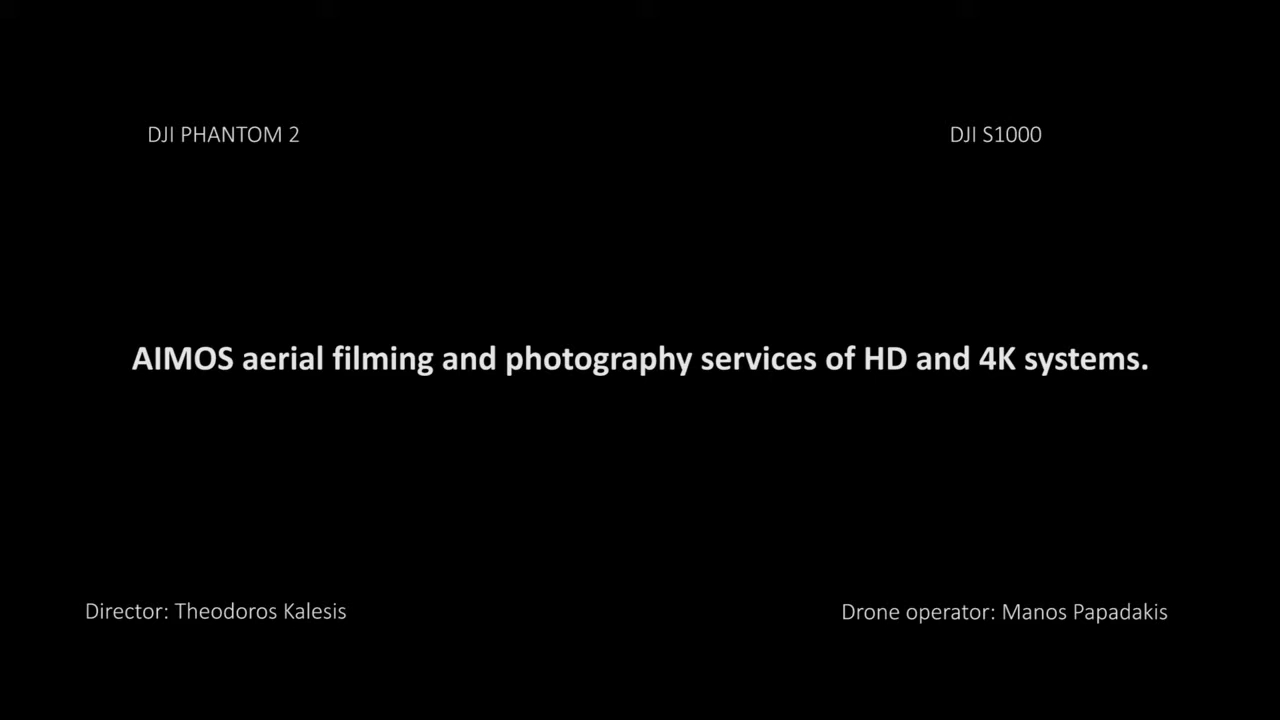 DJI PHANTOM 2
DJI S1000
AIMOS aerial filming and photography services of HD and 4K systems.
Director: Theodoros Kalesis
Drone operator: Manos Papadakis